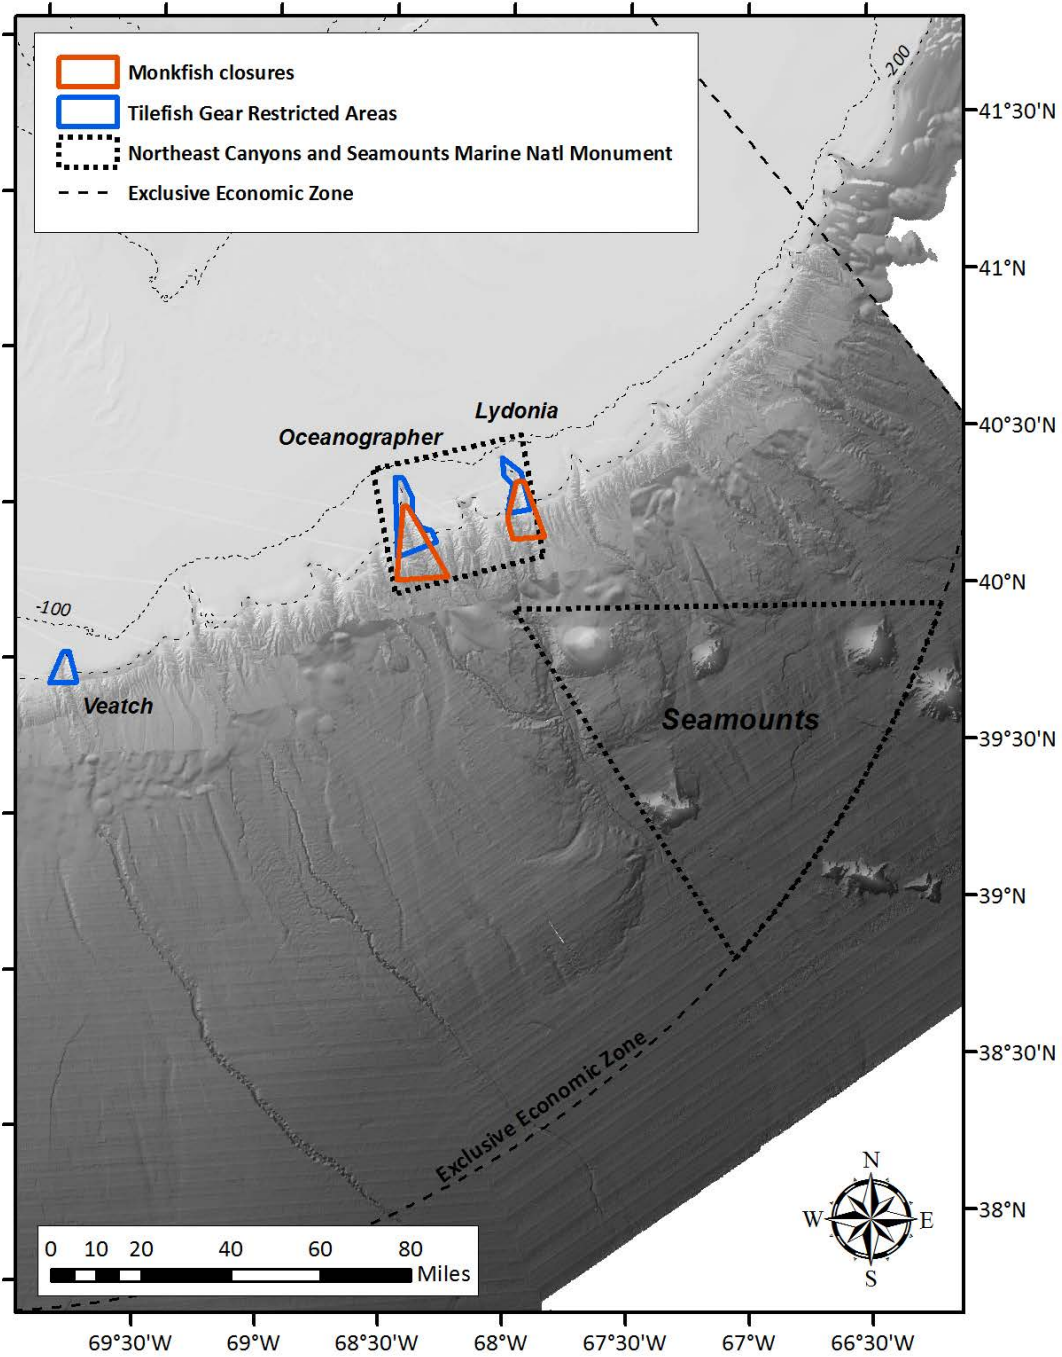 Monkfish closures
Tilefish Gear Restricted Areas
Northeast Canyons and Seamounts Marine Natl Monument
Exclusive Economic Zone
-200
41°30'N
41°N
Lydonia
Oceanographer
40°30'N
40°N
-100
Veatch
Seamounts
39°30'N
39°N
38°30'N
Exclusive Economic Zone
N
W
E
S
38°N
0 10 20 40 60 80
Miles
69°30'W 69°W 68°30'W 68°W 67°30'W 67°W 66°30'W